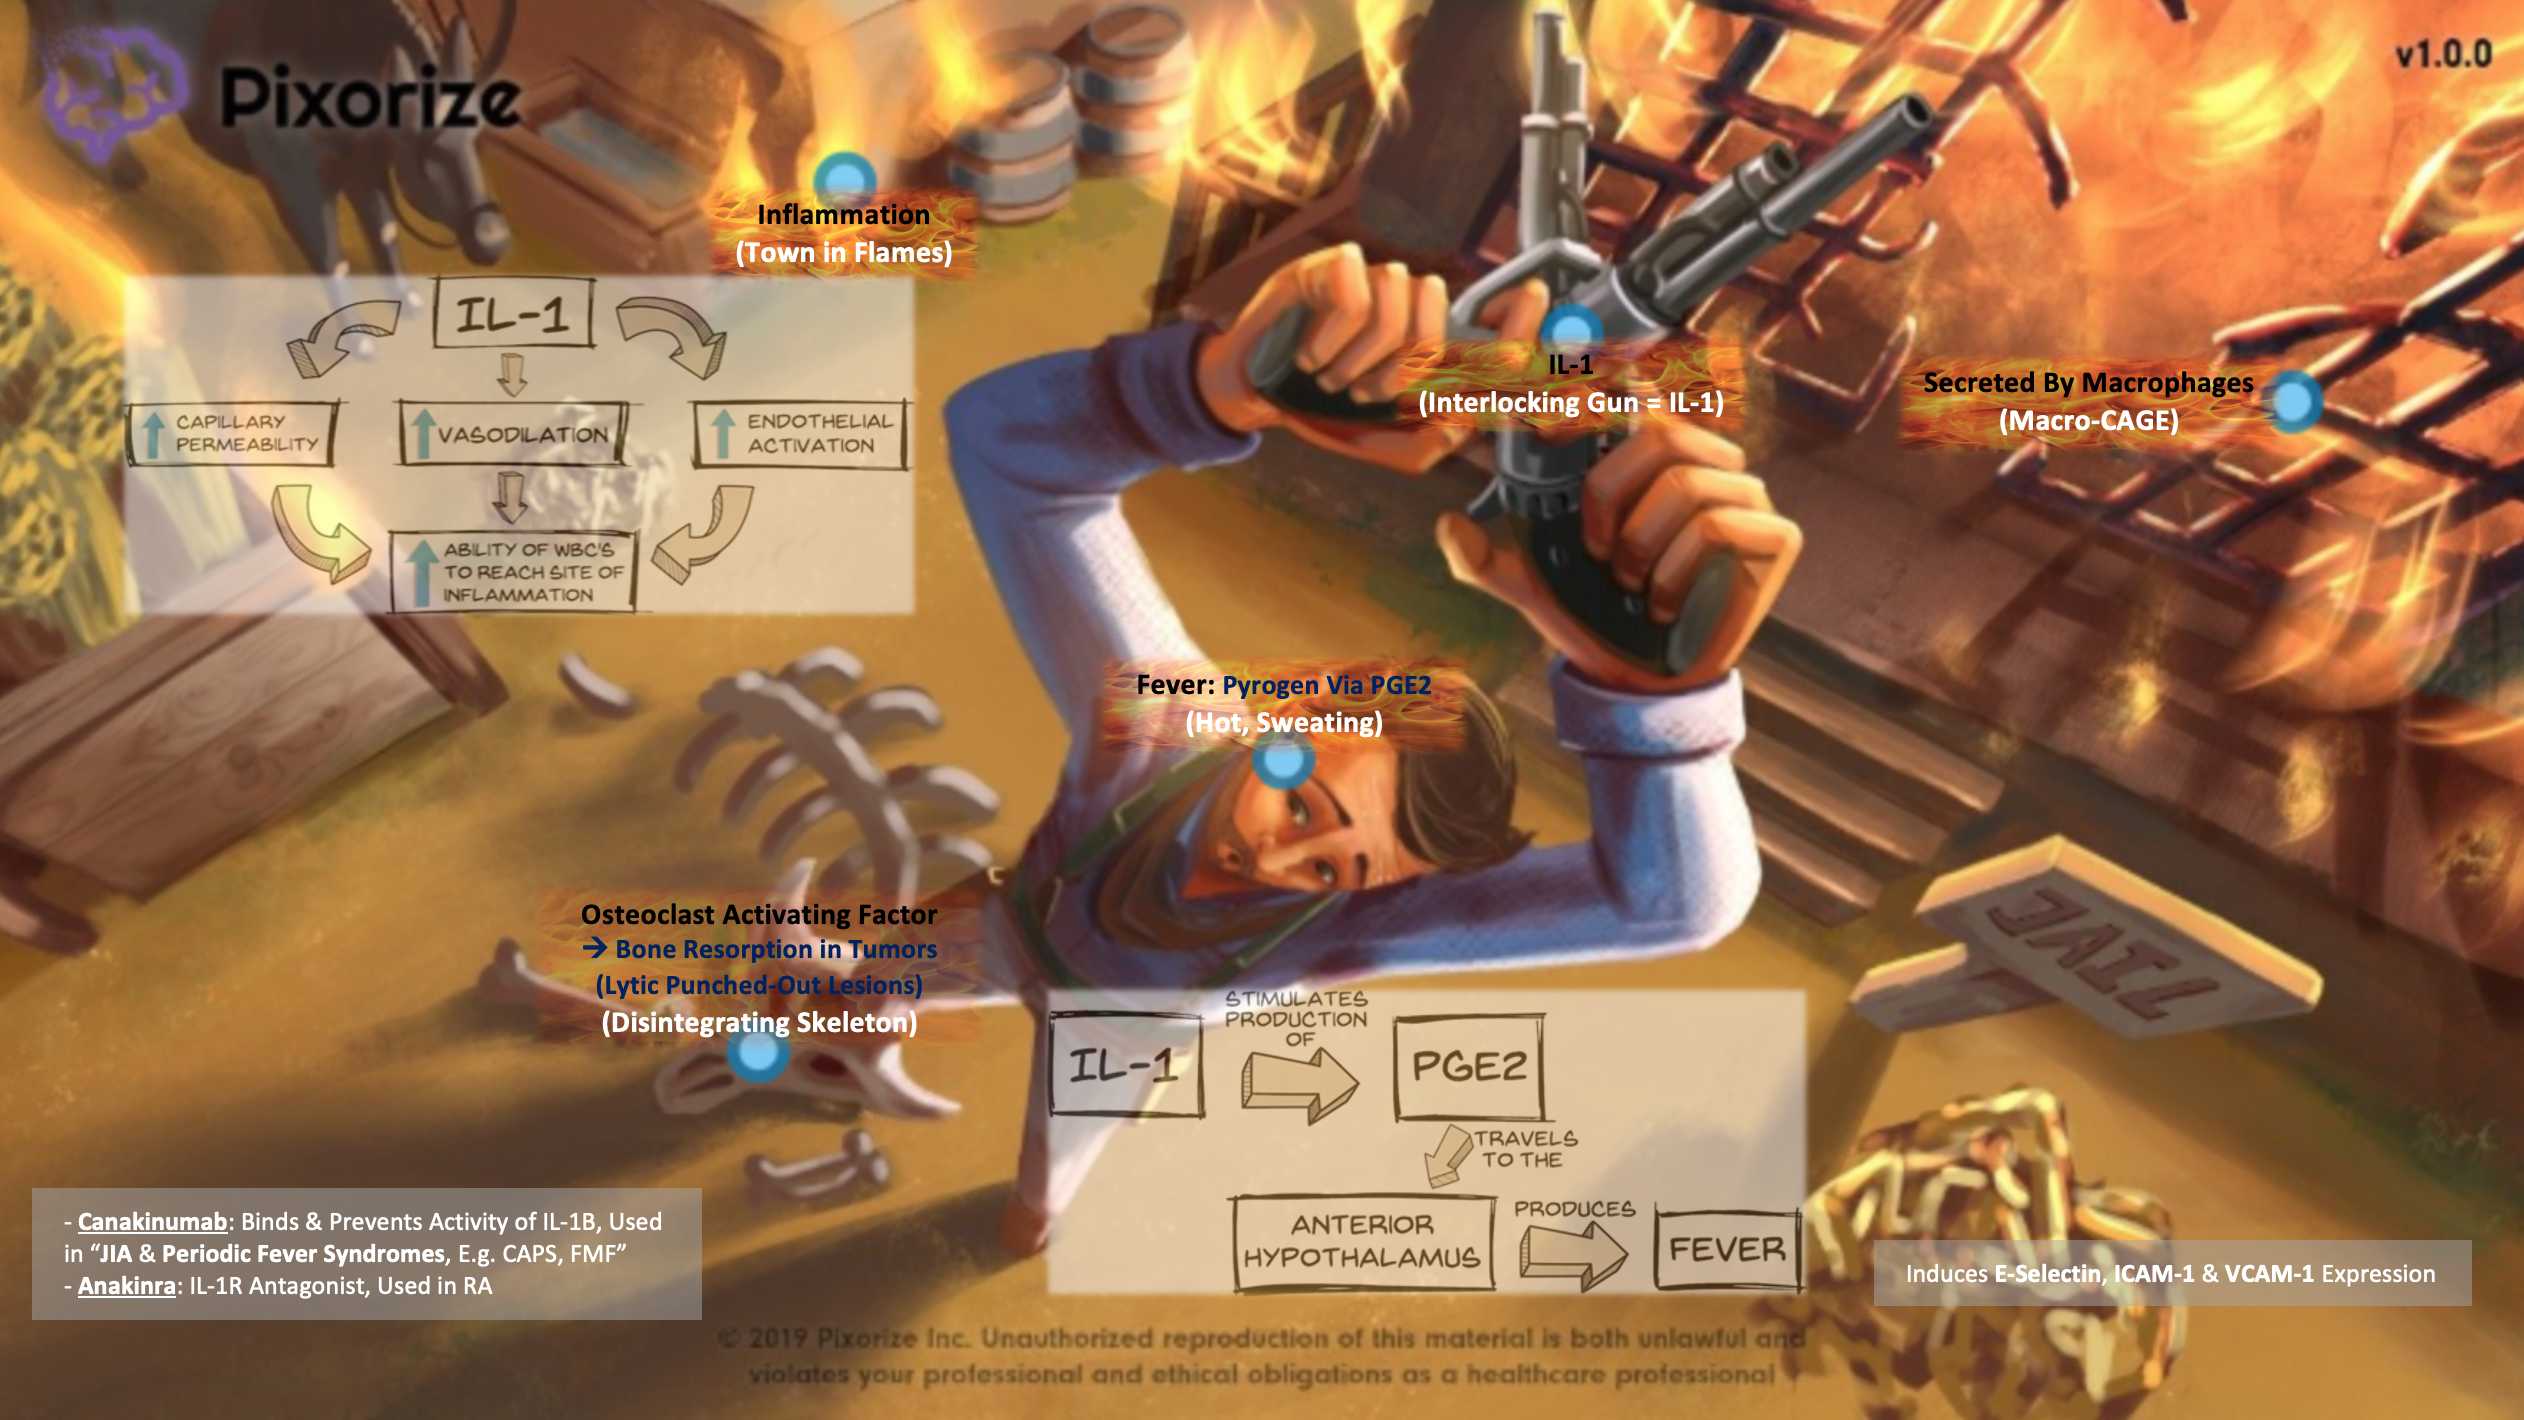 Pixorize
v1.0.0
Inflammation
(Town in Flames)
IL-1
↑ CAPILLARY
PERMEABILITY
↑ VASODILATION
↑ ENDOTHELIAL
ACTIVATION
↑ ABILITY OF WBC'S
TO REACH SITE OF
INFLAMMATION
IL-1
(Interlocking Gun = IL-1)
Secreted By Macrophages
(Macro-CAGE)
Fever: Pyrogen Via PGE2
(Hot, Sweating)
Osteoclast Activating Factor
→ Bone Resorption in Tumors
(Lytic Punched-Out Lesions)
(Disintegrating Skeleton)
JAIL
IL-1
STIMULATES
PRODUCTION
OF
PGE2
TRAVELS
TO THE
ANTERIOR
HYPOTHALAMUS
PRODUCES
FEVER
- Canakinumab: Binds & Prevents Activity of IL-1B, Used
in “JIA & Periodic Fever Syndromes, E.g. CAPS, FMF”
- Anakinra: IL-1R Antagonist, Used in RA
Induces E-Selectin, ICAM-1 & VCAM-1 Expression
© 2019 Pixorize Inc. Unauthorized reproduction of this material is both unlawful and
violates your professional and ethical obligations as a healthcare professional